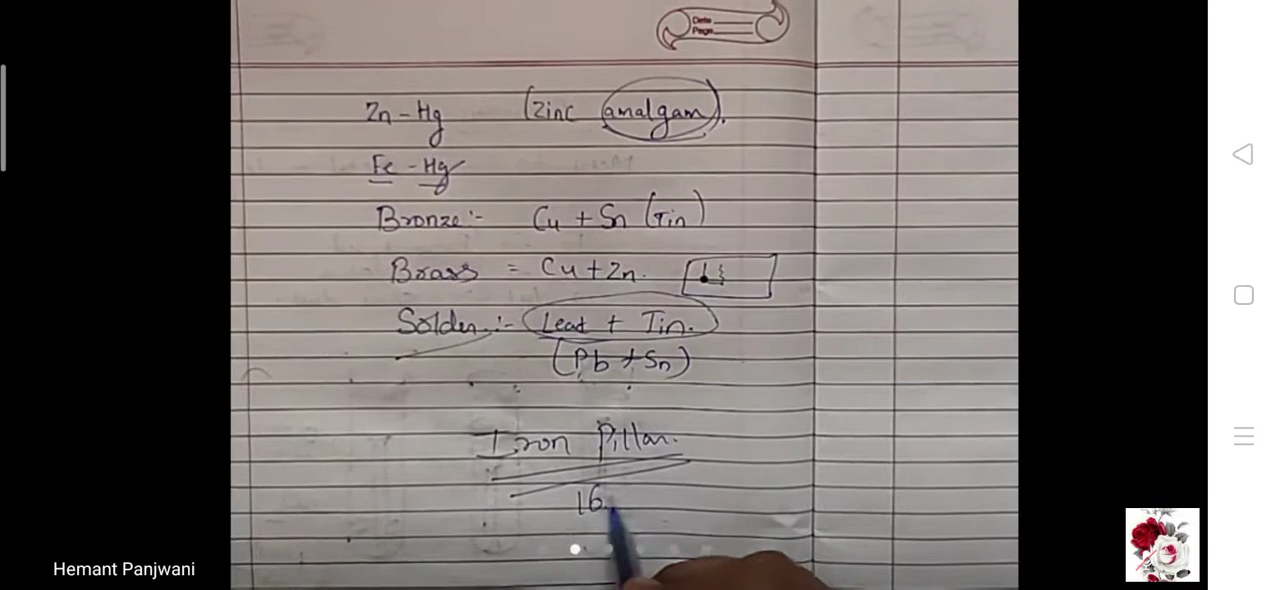 Date
Page
Zn - Hg (Zinc amalgam).
Fe - Hg
Bronze :- Cu + Sn (Tin)
Brass = Cu + Zn.
Solder :- Lead + Tin.
(Pb + Sn)
Iron Pillar.
16.
Hemant Panjwani